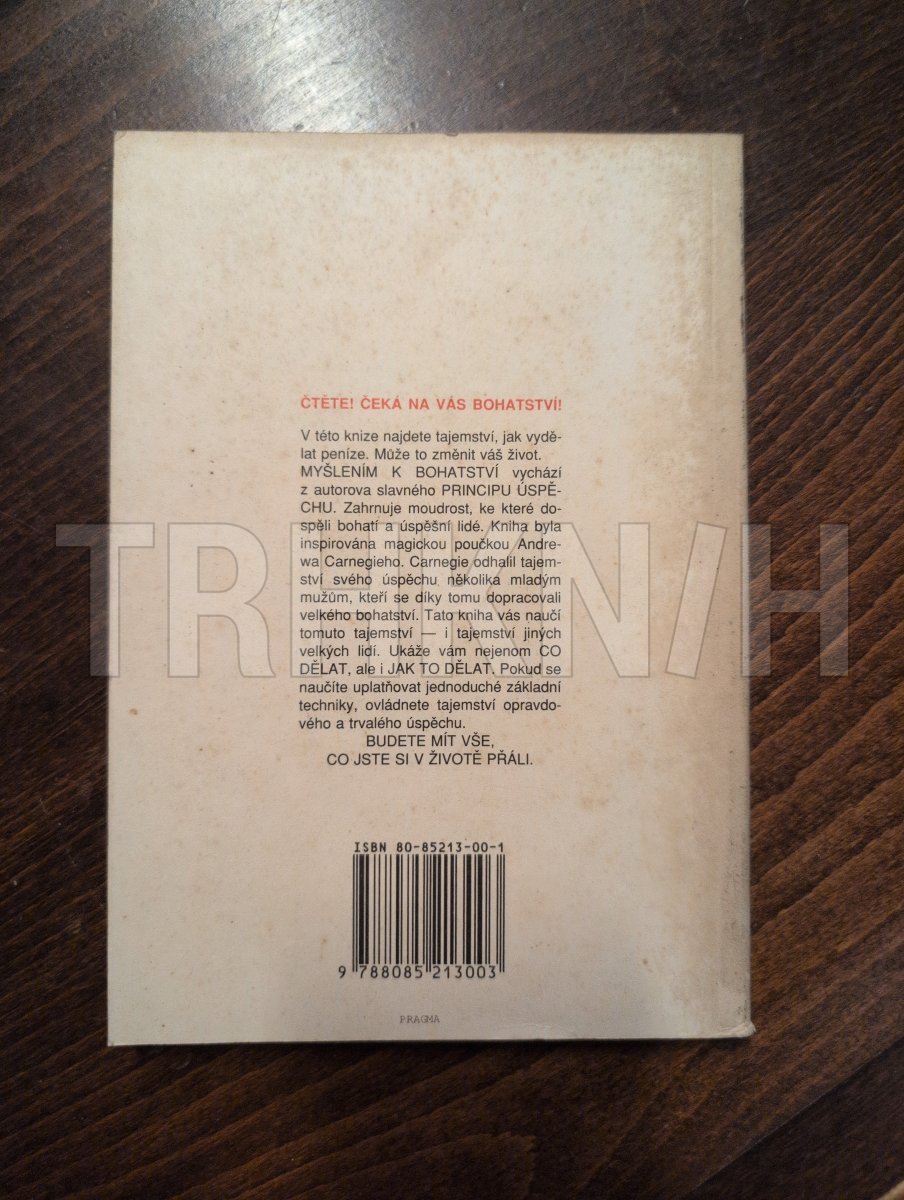 ČTĚTE! ČEKÁ NA VÁS BOHATSTVÍ!
V této knize najdete tajemství, jak vydě-
lat peníze. Může to změnit váš život.
MYŠLENÍM K BOHATSTVÍ vychází
z autorova slavného PRINCIPU ÚSPĚ-
CHU. Zahrnuje moudrost, ke které do-
spěli bohatí a úspěšní lidé. Kniha byla
inspirována magickou poučkou Andre-
wa Carnegieho. Carnegie odhalil tajem-
ství svého úspěchu několika mladým
mužům, kteří se díky tomu dopracovali
velkého bohatství. Tato kniha vás naučí
tomuto tajemství — i tajemství jiných
velkých lidí. Ukáže vám nejenom CO
DĚLAT, ale i JAK TO DĚLAT. Pokud se
naučíte uplatňovat jednoduché základní
techniky, ovládnete tajemství opravdo-
vého a trvalého úspěchu.
BUDETE MÍT VŠE,
CO JSTE SI V ŽIVOTĚ PŘÁLI.
ISBN 80-85213-00-1
9 788085 213003
PRAGMA